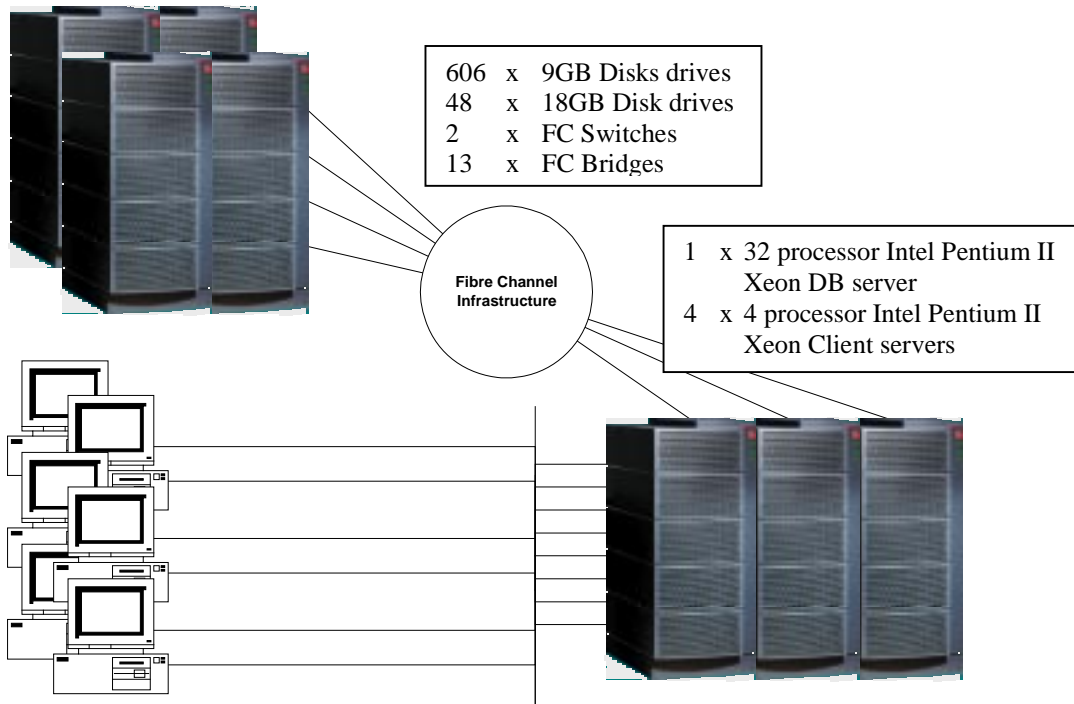 606 x 9GB Disks drives
48 x 18GB Disk drives
2 x FC Switches
13 x FC Bridges
Fibre Channel
Infrastructure
1 x 32 processor Intel Pentium II
Xeon DB server
4 x 4 processor Intel Pentium II
Xeon Client servers